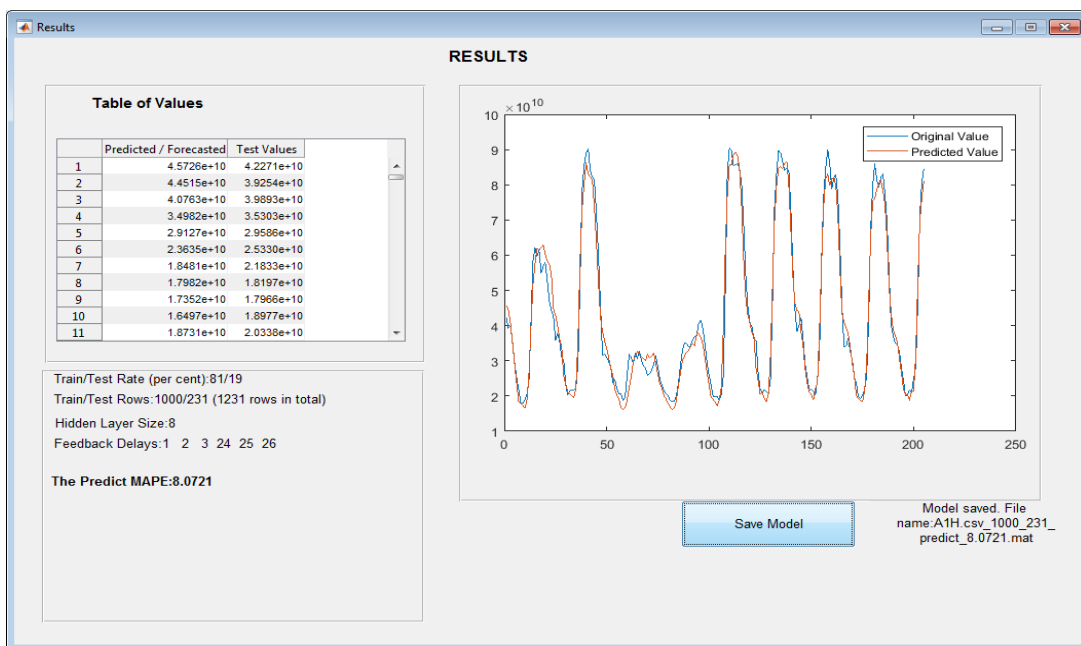 Results
RESULTS
Table of Values
Predicted / Forecasted Test Values
1 4.5726e+10 4.2271e+10
2 4.4515e+10 3.9254e+10
3 4.0763e+10 3.9893e+10
4 3.4982e+10 3.5303e+10
5 2.9127e+10 2.9586e+10
6 2.3635e+10 2.5330e+10
7 1.8481e+10 2.1833e+10
8 1.7982e+10 1.8197e+10
9 1.7352e+10 1.7966e+10
10 1.6497e+10 1.8977e+10
11 1.8731e+10 2.0338e+10
Train/Test Rate (per cent):81/19
Train/Test Rows:1000/231 (1231 rows in total)
Hidden Layer Size:8
Feedback Delays:1 2 3 24 25 26
The Predict MAPE:8.0721
× 10^10
10
9
8
7
6
5
4
3
2
1
0 50 100 150 200 250
Original Value
Predicted Value
Save Model
Model saved. File
name:A1H.csv_1000_231_
predict_8.0721.mat